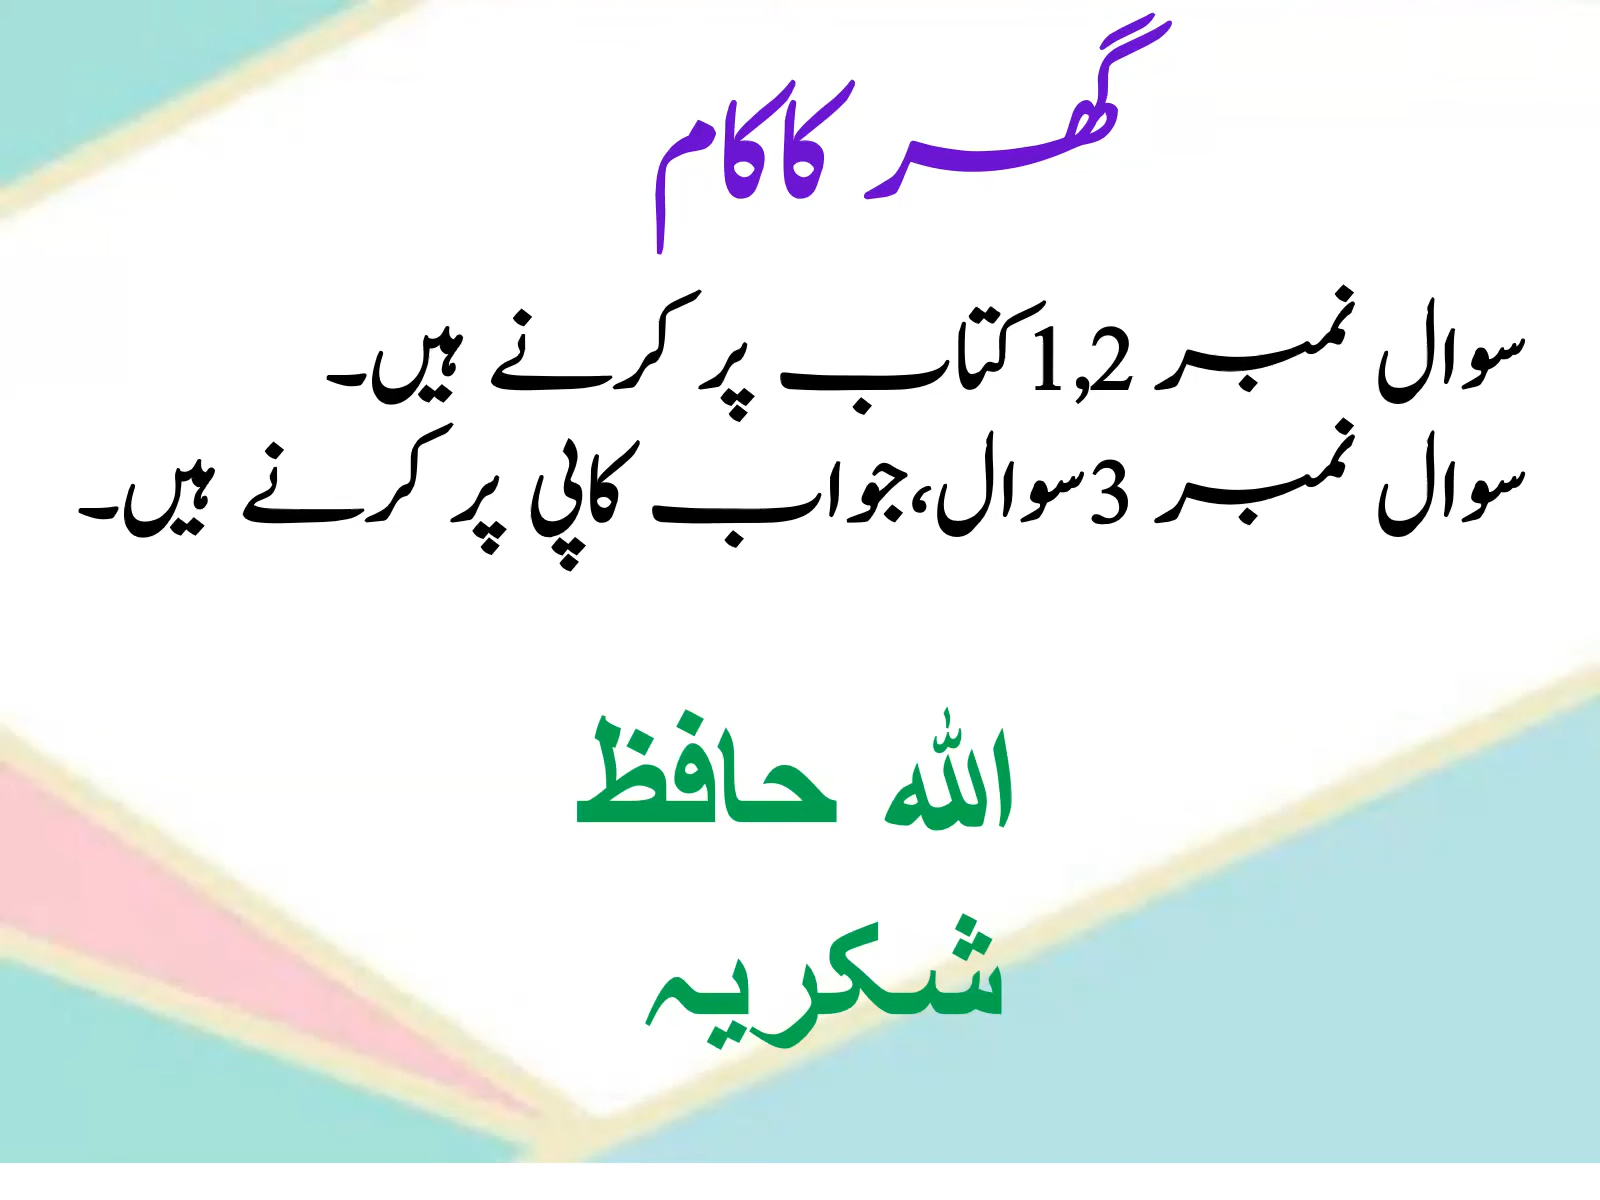 گھر کا کام
سوال نمبر 1,2 کتاب پر کرنے ہیں۔
سوال نمبر 3 سوال، جواب کاپی پر کرنے ہیں۔
اللہ حافظ
شکریہ